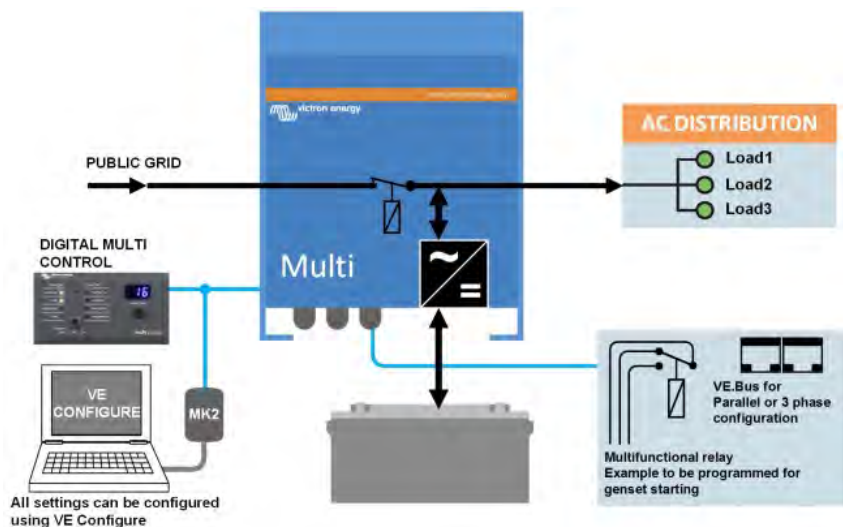 victron energy
PUBLIC GRID
AC DISTRIBUTION
Load1
Load2
Load3
DIGITAL MULTI
CONTROL
16
Multi
~
=
VE
CONFIGURE
MK2
All settings can be configured
using VE Configure
VE.Bus for
Parallel or 3 phase
configuration
Multifunctional relay
Example to be programmed for
genset starting